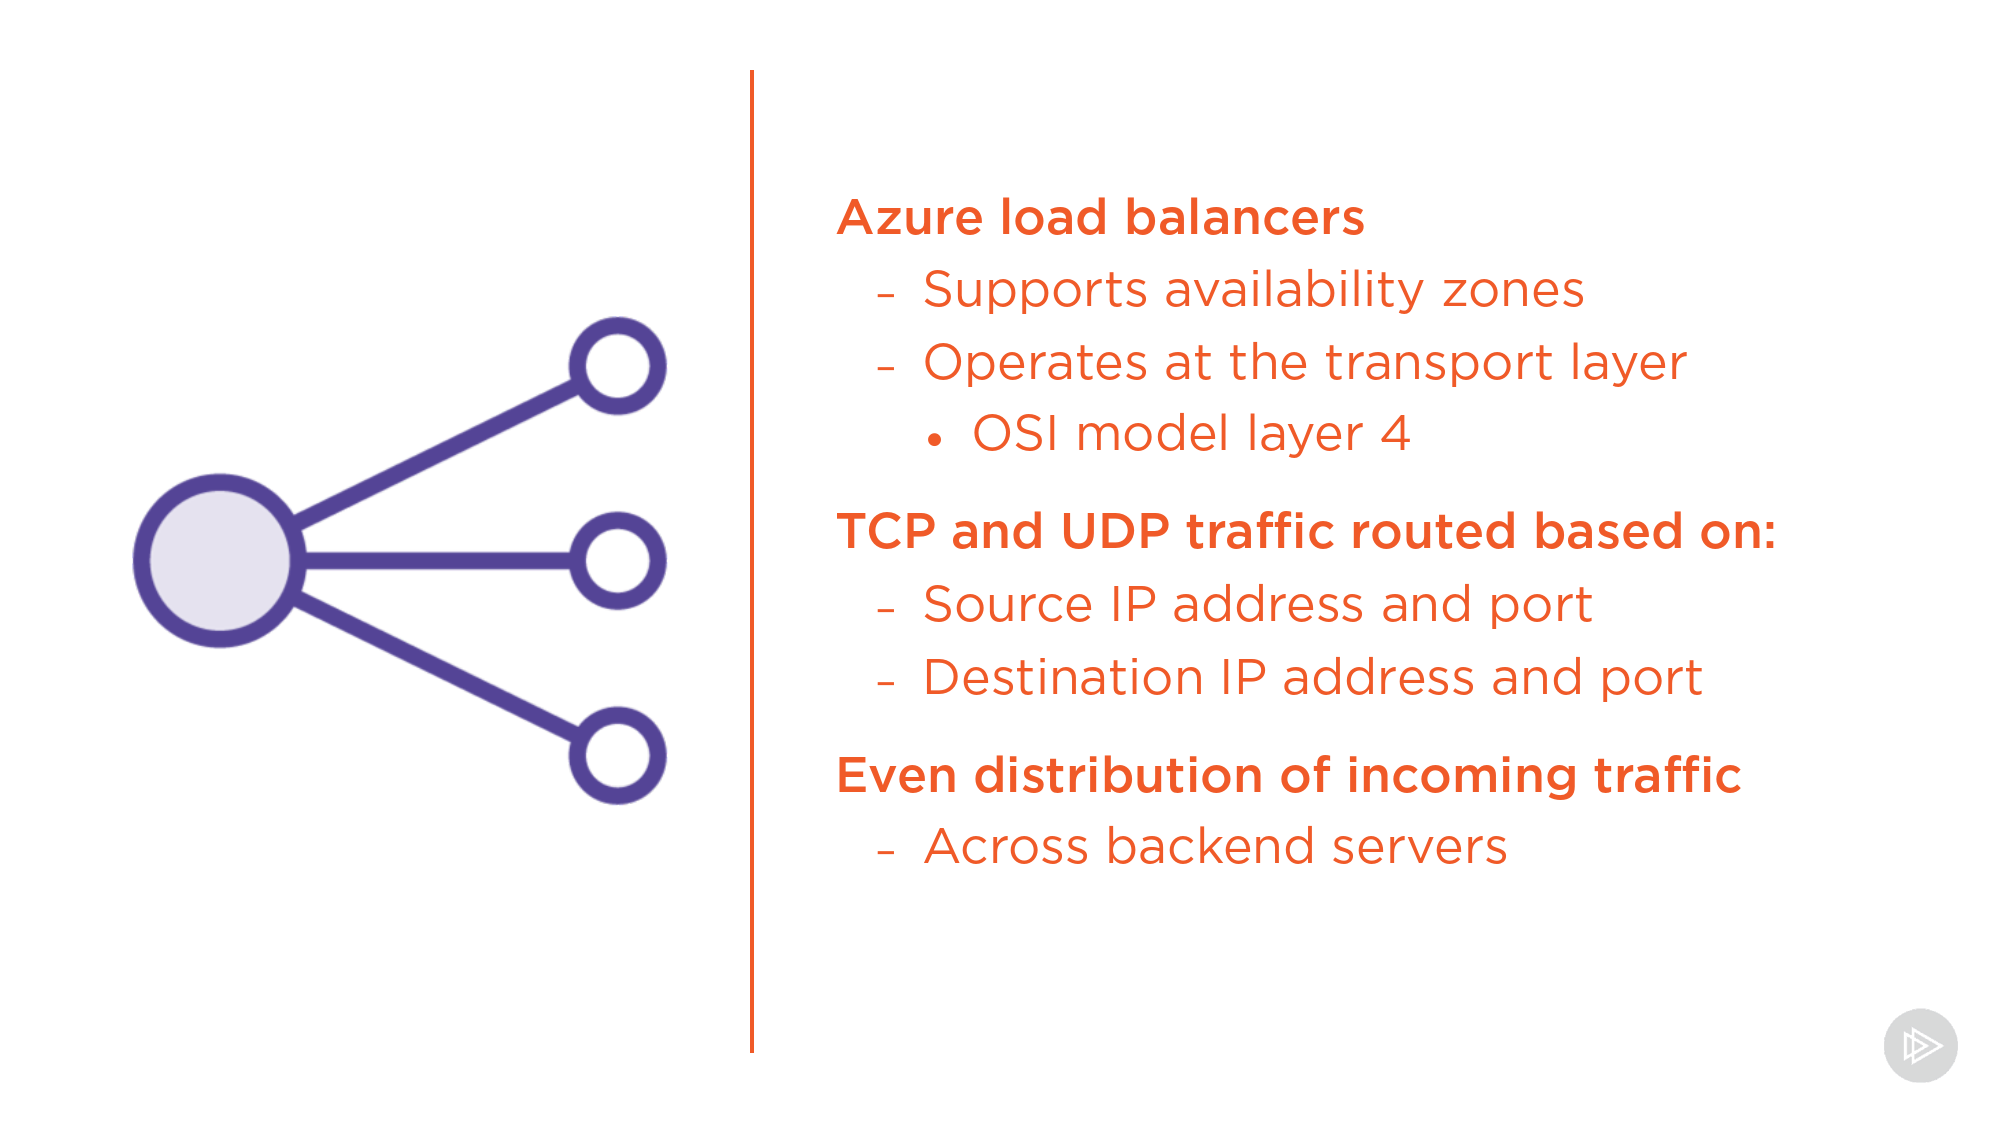 Azure load balancers
– Supports availability zones
– Operates at the transport layer
• OSI model layer 4
TCP and UDP traffic routed based on:
– Source IP address and port
– Destination IP address and port
Even distribution of incoming traffic
– Across backend servers